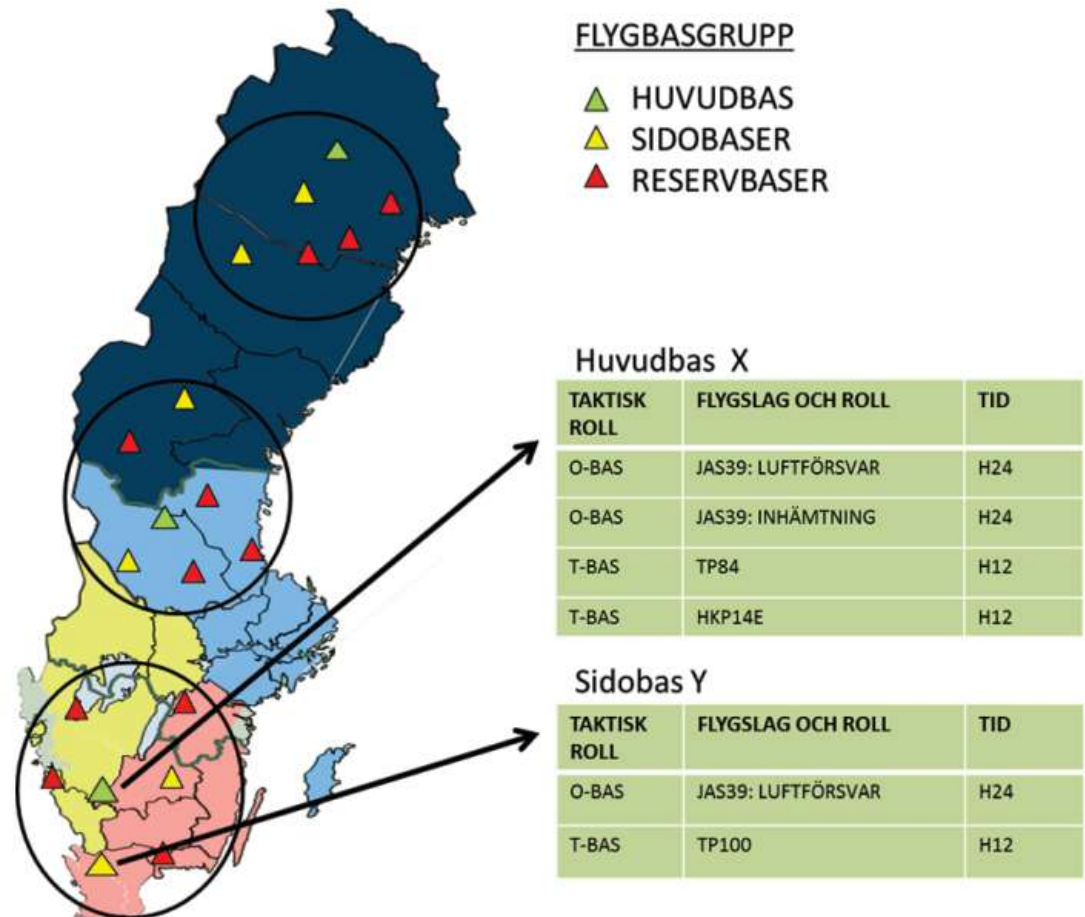 FLYGBASGRUPP
HUVUDBAS
SIDOBASER
RESERVBASER
Huvudbas X
TAKTISK ROLL FLYGSLAG OCH ROLL TID
O-BAS JAS39: LUFTFÖRSVAR H24
O-BAS JAS39: INHÄMTNING H24
T-BAS TP84 H12
T-BAS HKP14E H12
Sidobas Y
TAKTISK ROLL FLYGSLAG OCH ROLL TID
O-BAS JAS39: LUFTFÖRSVAR H24
T-BAS TP100 H12